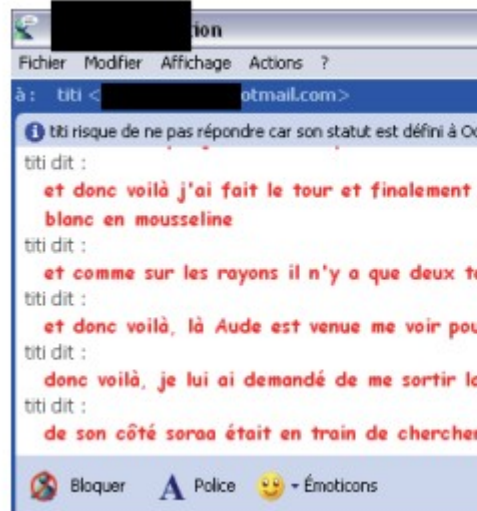 tion
Fichier Modifier Affichage Actions ?
à : titi < otmail.com>
titi risque de ne pas répondre car son statut est défini à Oc
titi dit :
et donc voilà j'ai fait le tour et finalement
blanc en mousseline
titi dit :
et comme sur les rayons il n'y a que deux ta
titi dit :
et donc voilà, là Aude est venue me voir pou
titi dit :
donc voilà, je lui ai demandé de me sortir la
titi dit :
de son côté soraa était en train de chercher
Bloquer A Police Émoticons